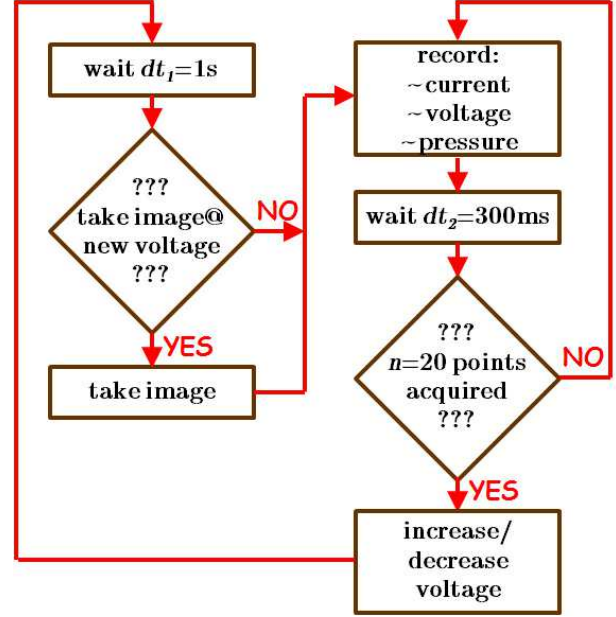 wait dt₁=1s
???
take image@
new voltage
???
NO
YES
take image
record:
~current
~voltage
~pressure
wait dt₂=300ms
???
n=20 points
acquired
???
NO
YES
increase/
decrease
voltage